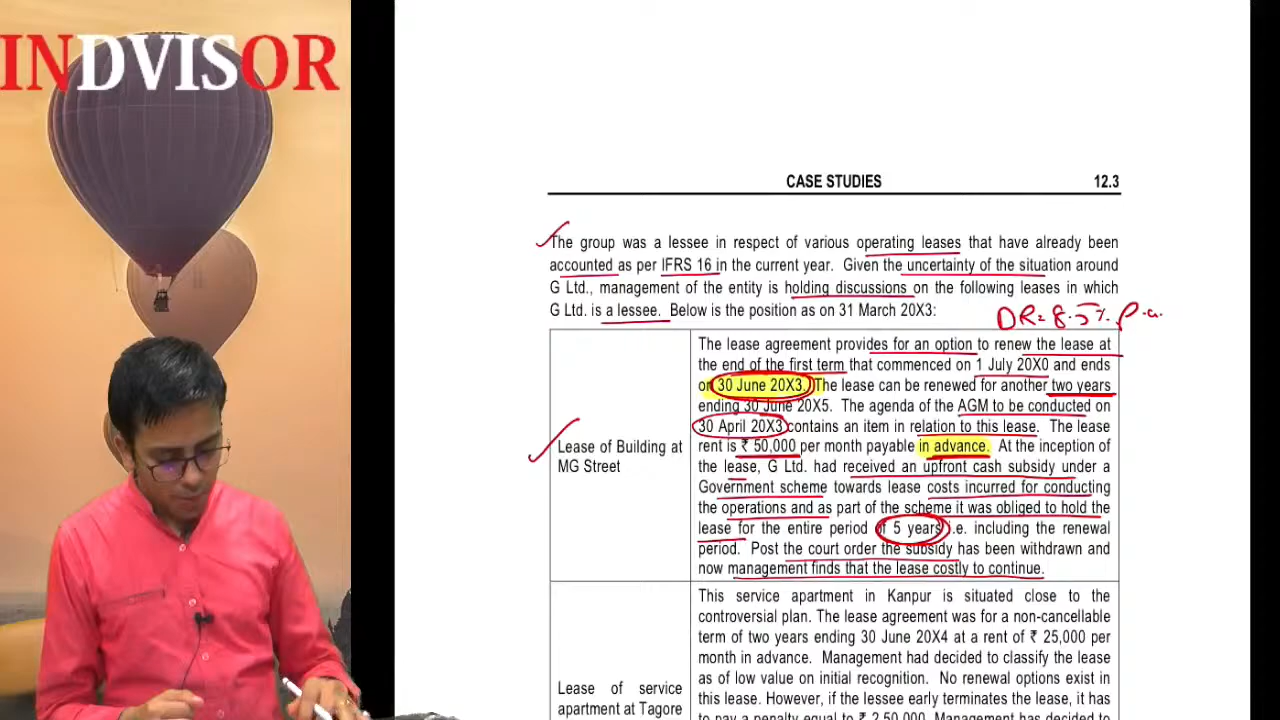 INDVISOR
CASE STUDIES 12.3
The group was a lessee in respect of various operating leases that have already been
accounted as per IFRS 16 in the current year. Given the uncertainty of the situation around
G Ltd., management of the entity is holding discussions on the following leases in which
G Ltd. is a lessee. Below is the position as on 31 March 20X3:
DR= 8.5% p.a.
Lease of Building at
MG Street
The lease agreement provides for an option to renew the lease at
the end of the first term that commenced on 1 July 20X0 and ends
on 30 June 20X3. The lease can be renewed for another two years
ending 30 June 20X5. The agenda of the AGM to be conducted on
30 April 20X3 contains an item in relation to this lease. The lease
rent is ₹ 50,000 per month payable in advance. At the inception of
the lease, G Ltd. had received an upfront cash subsidy under a
Government scheme towards lease costs incurred for conducting
the operations and as part of the scheme it was obliged to hold the
lease for the entire period of 5 years i.e. including the renewal
period. Post the court order the subsidy has been withdrawn and
now management finds that the lease costly to continue.
Lease of service
apartment at Tagore
This service apartment in Kanpur is situated close to the
controversial plan. The lease agreement was for a non-cancellable
term of two years ending 30 June 20X4 at a rent of ₹ 25,000 per
month in advance. Management had decided to classify the lease
as of low value on initial recognition. No renewal options exist in
this lease. However, if the lessee early terminates the lease, it has
to pay a penalty equal to ₹ 2,50,000. Management has decided to